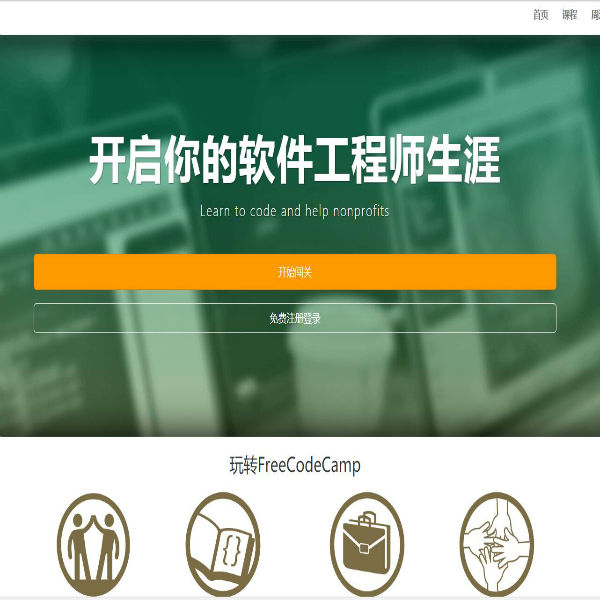 首页 课程
开启你的软件工程师生涯
Learn to code and help nonprofits
开始闯关
免费注册登录
玩转FreeCodeCamp